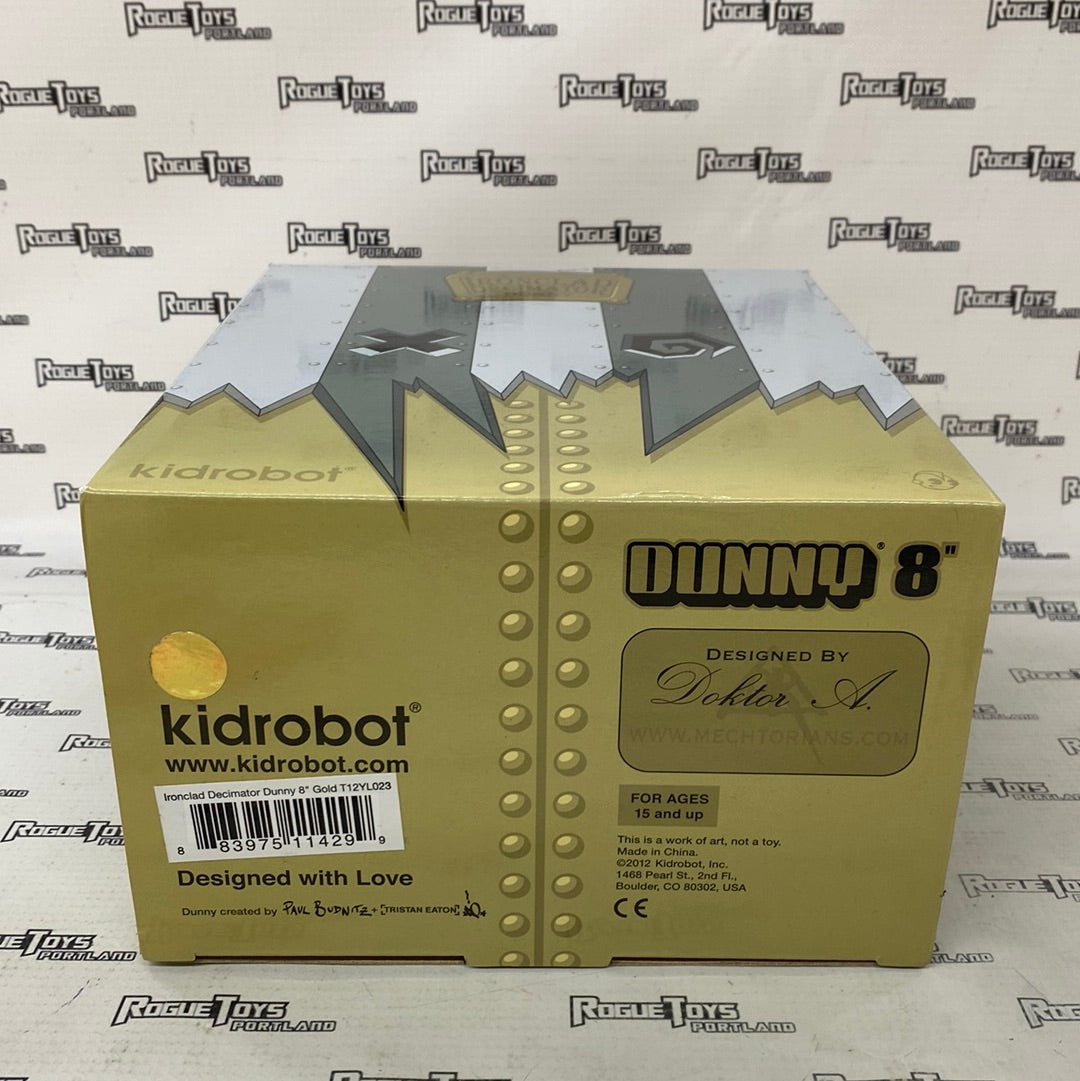 ROGUE TOYS PORTLAND
kidrobot®
DUNNY® 8"
DESIGNED BY
Doktor A.
WWW.MECHTORIANS.COM
kidrobot®
www.kidrobot.com
Ironclad Decimator Dunny 8" Gold T12YL023
8 83975 11429 9
Designed with Love
Dunny created by PAUL BUDNITZ + [TRISTAN EATON]
FOR AGES
15 and up
This is a work of art, not a toy.
Made in China.
©2012 Kidrobot, Inc.
1468 Pearl St., 2nd Fl.,
Boulder, CO 80302, USA
CE